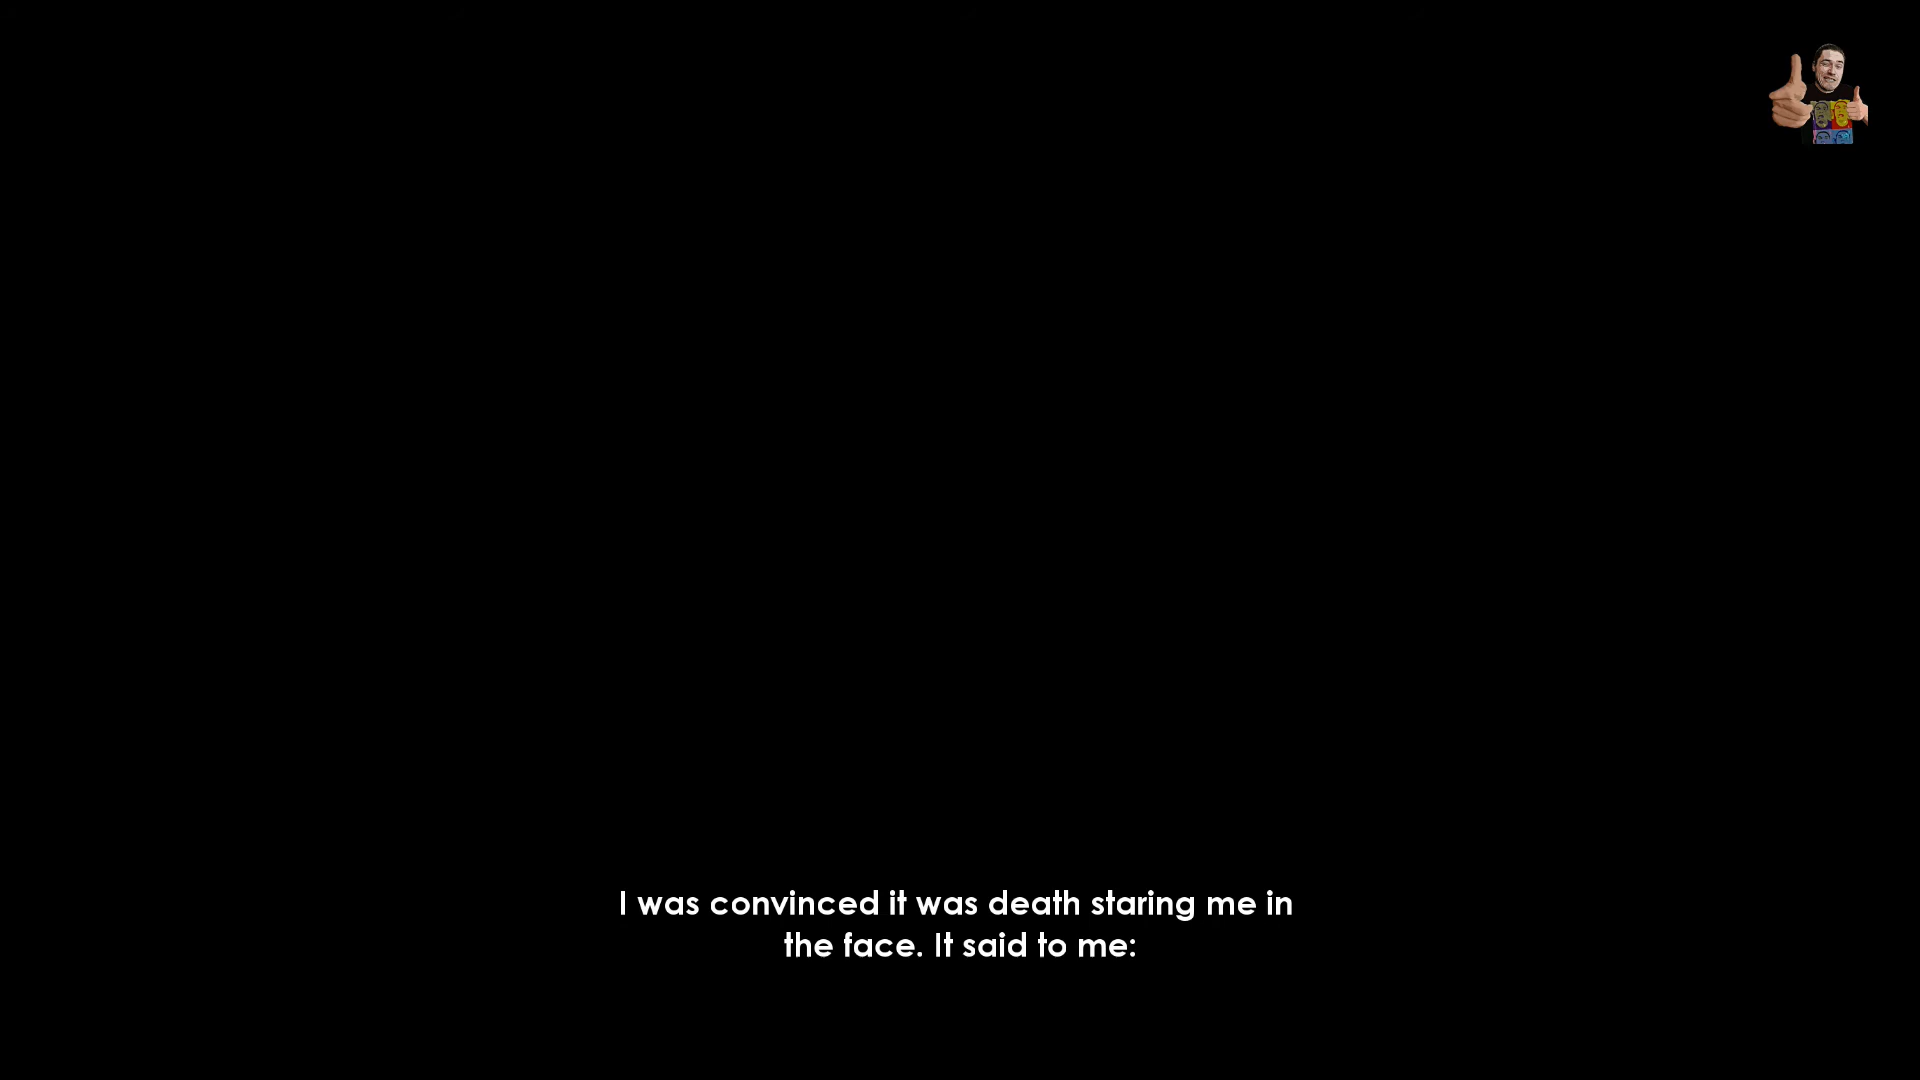 I was convinced it was death staring me in
the face. It said to me: